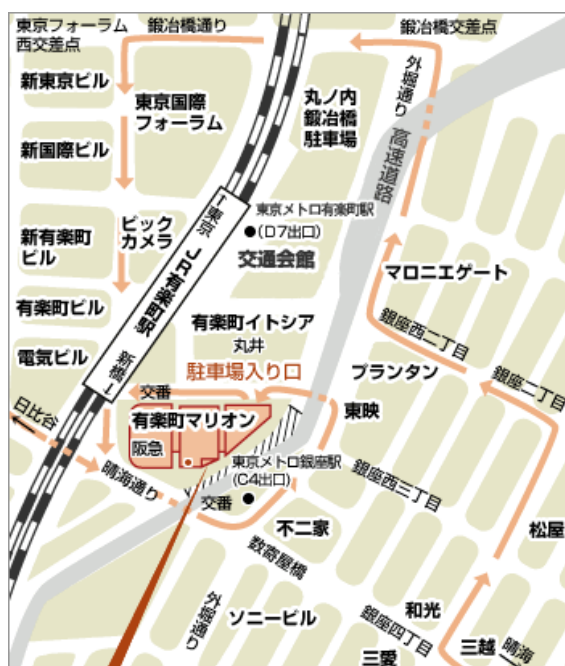 東京フォーラム
西交差点
鍛冶橋通り
鍛冶橋交差点
新東京ビル
外堀通り
東京国際
フォーラム
丸ノ内
鍛冶橋
駐車場
高速道路
新国際ビル
↑東京
東京メトロ有楽町駅
(D7出口)
新有楽町
ビル
ビック
カメラ
JR有楽町駅
交通会館
マロニエゲート
有楽町ビル
有楽町イトシア
丸井
銀座西二丁目
電気ビル
新橋↓
駐車場入り口
プランタン
銀座二丁目
交番
日比谷
有楽町マリオン
阪急
東映
晴海通り
東京メトロ銀座駅
(C4出口)
銀座西三丁目
交番
不二家
松屋
数寄屋橋
外堀通り
ソニービル
和光
銀座四丁目
三越
晴海
三愛